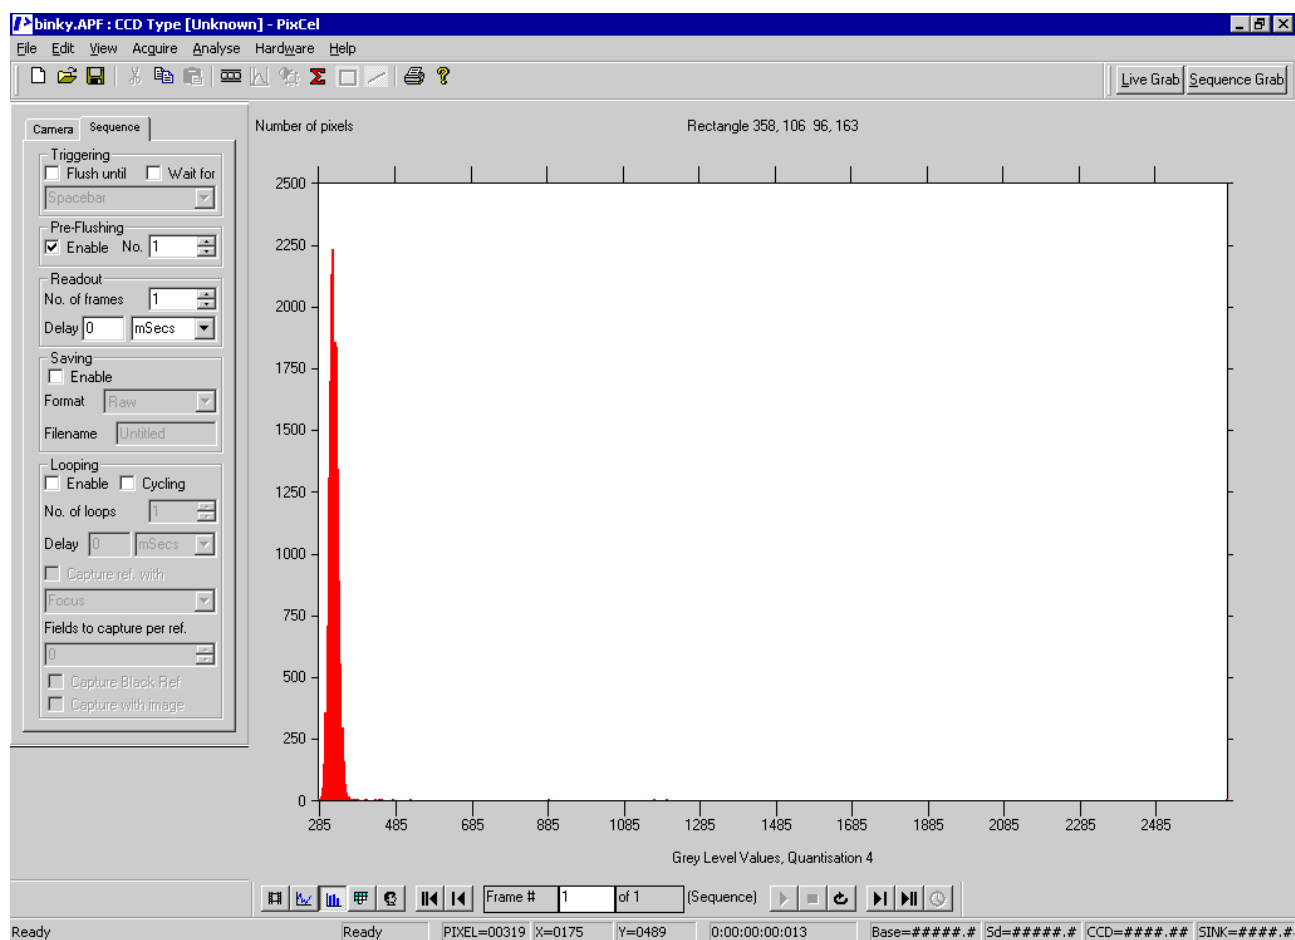 binky.APF : CCD Type [Unknown] - PixCel
File Edit View Acquire Analyse Hardware Help
Live Grab Sequence Grab
Camera Sequence
Number of pixels
Rectangle 358, 106 96, 163
Triggering
Flush until Wait for
Spacebar
Pre-Flushing
Enable No. 1
Readout
No. of frames 1
Delay 0 mSecs
Saving
Enable
Format Raw
Filename Untitled
Looping
Enable Cycling
No. of loops 1
Delay 0 mSecs
Capture ref. with
Focus
Fields to capture per ref.
0
Capture Black Ref
Capture with image
2500
2250
2000
1750
1500
1250
1000
750
500
250
0
285 485 685 885 1085 1285 1485 1685 1885 2085 2285 2485
Grey Level Values, Quantisation 4
Frame # 1 of 1 (Sequence)
Ready Ready PIXEL=00319 X=0175 Y=0489 0:00:00:00:013 Base=#####.# Sd=#####.# CCD=####.## SINK=####.#